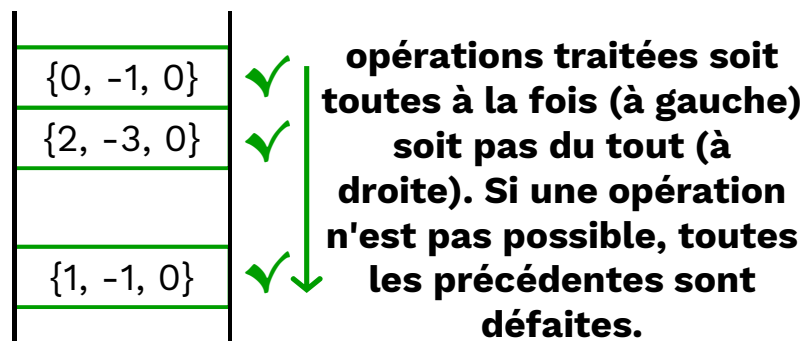 {0, -1, 0}
{2, -3, 0}
{1, -1, 0}
opérations traitées soit
toutes à la fois (à gauche)
soit pas du tout (à
droite). Si une opération
n'est pas possible, toutes
les précédentes sont
défaites.